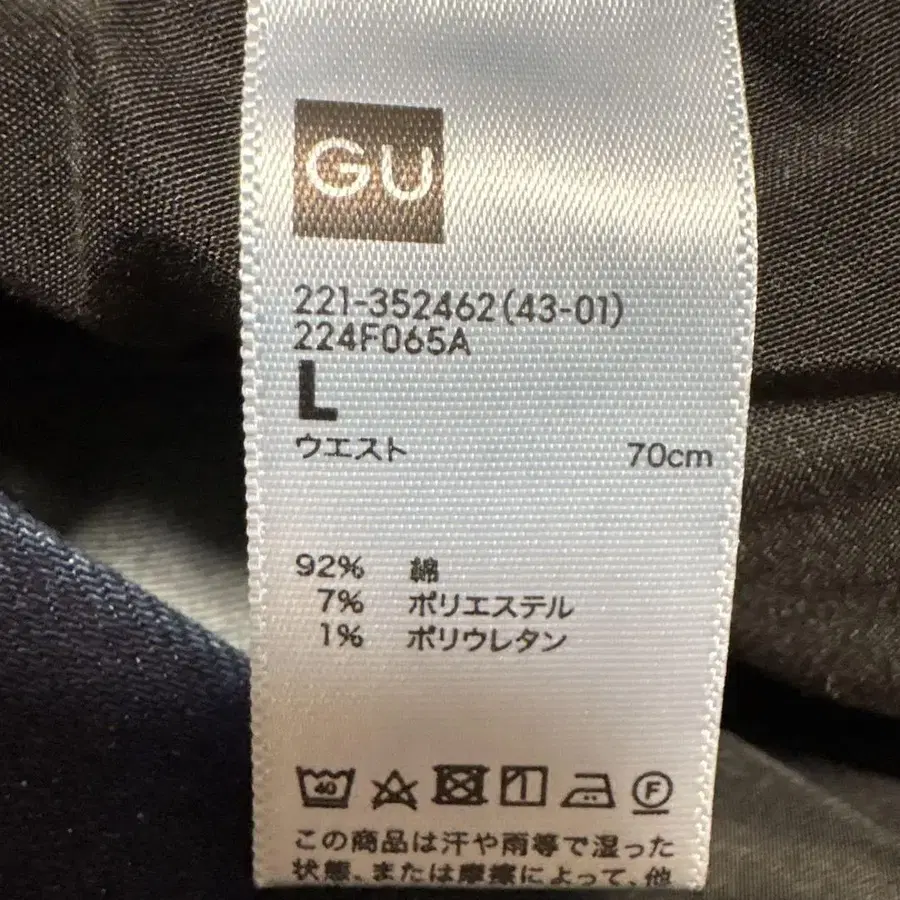 GU
221-352462(43-01)
224F065A
L
ウエスト 70cm
92% 綿
7% ポリエステル
1% ポリウレタン
40 F
この商品は汗や雨等で湿った
状態、または摩擦によって、他